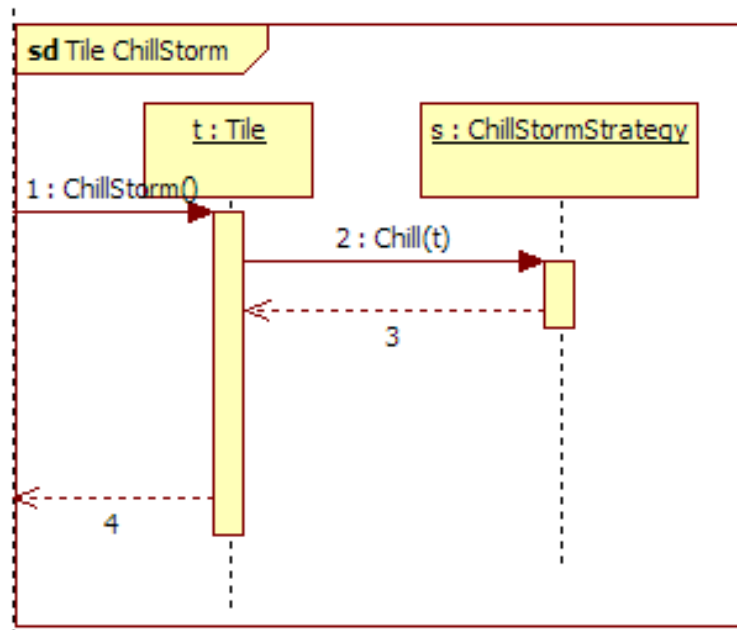 sd Tile ChillStorm
t : Tile
s : ChillStormStrategy
1 : ChillStorm()
2 : Chill(t)
3
4